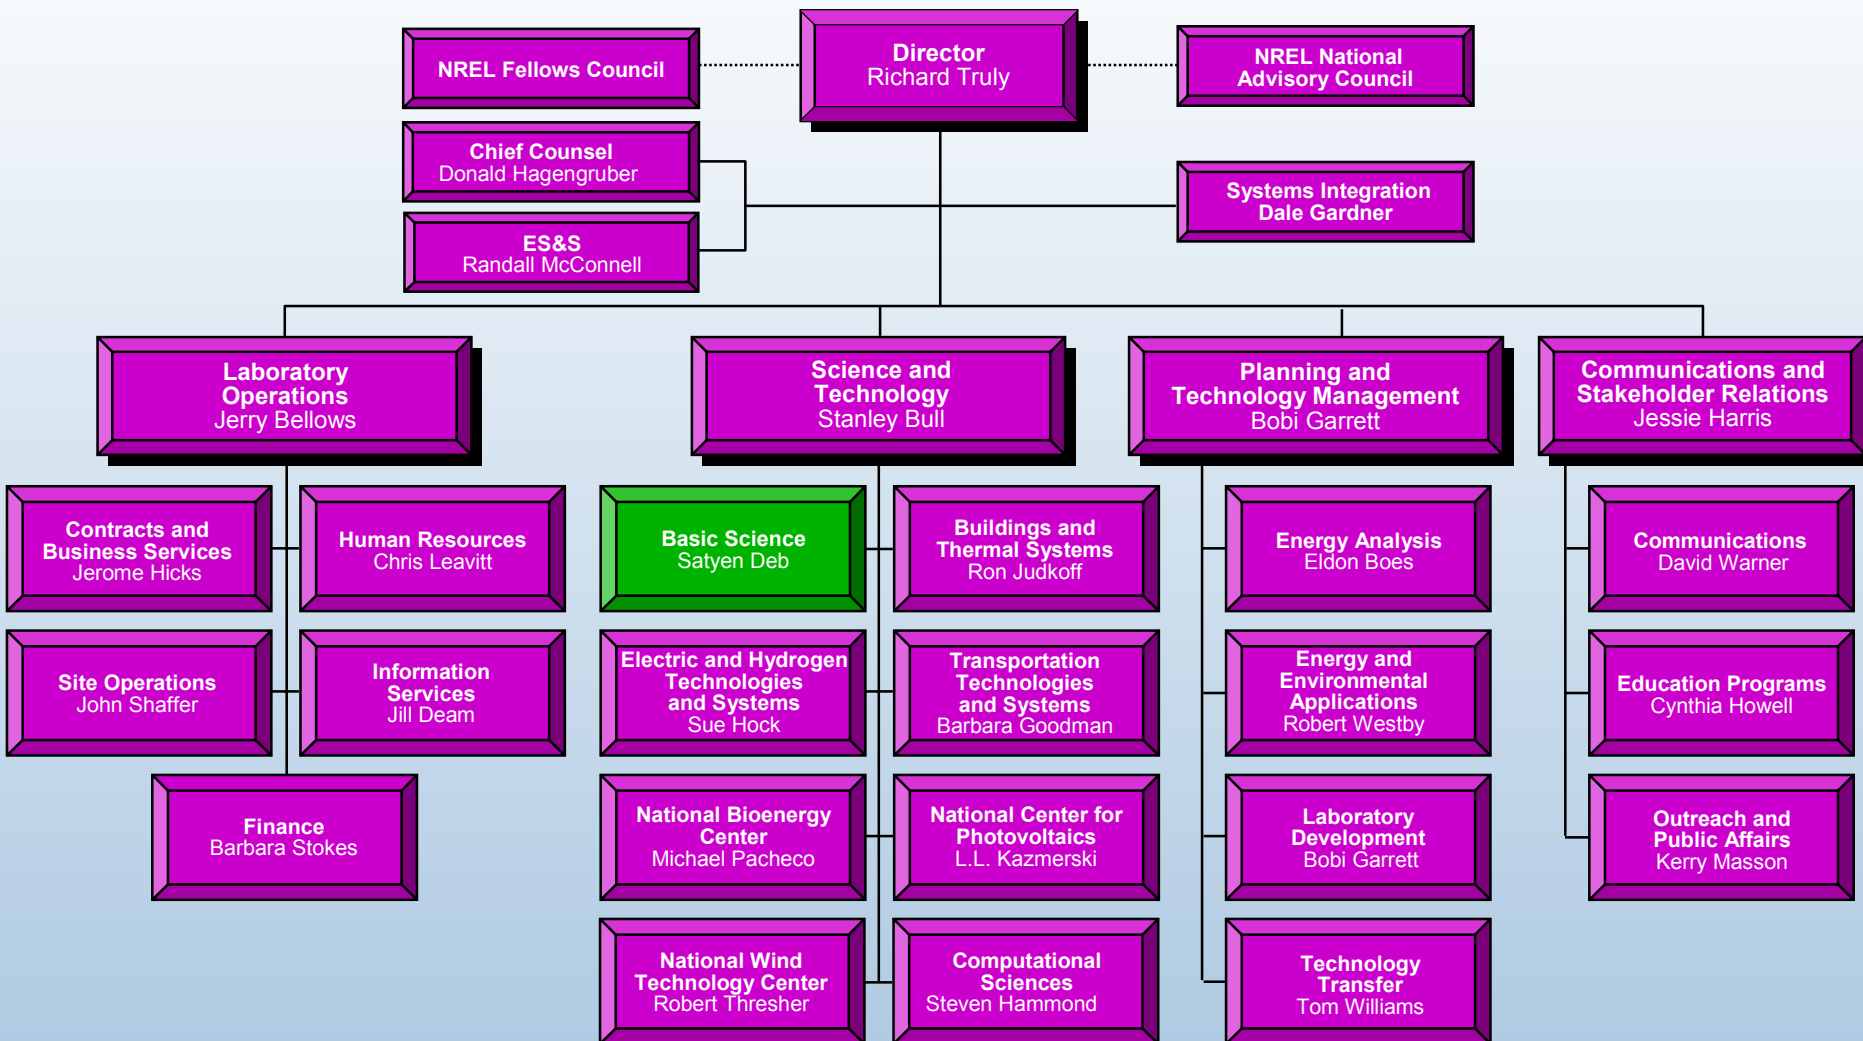 NREL Fellows Council
Director
Richard Truly
NREL National
Advisory Council
Chief Counsel
Donald Hagengruber
Systems Integration
Dale Gardner
ES&S
Randall McConnell
Laboratory
Operations
Jerry Bellows
Science and
Technology
Stanley Bull
Planning and
Technology Management
Bobi Garrett
Communications and
Stakeholder Relations
Jessie Harris
Contracts and
Business Services
Jerome Hicks
Human Resources
Chris Leavitt
Site Operations
John Shaffer
Information
Services
Jill Deam
Finance
Barbara Stokes
Basic Science
Satyen Deb
Buildings and
Thermal Systems
Ron Judkoff
Electric and Hydrogen
Technologies
and Systems
Sue Hock
Transportation
Technologies
and Systems
Barbara Goodman
National Bioenergy
Center
Michael Pacheco
National Center for
Photovoltaics
L.L. Kazmerski
National Wind
Technology Center
Robert Thresher
Computational
Sciences
Steven Hammond
Energy Analysis
Eldon Boes
Energy and
Environmental
Applications
Robert Westby
Laboratory
Development
Bobi Garrett
Technology
Transfer
Tom Williams
Communications
David Warner
Education Programs
Cynthia Howell
Outreach and
Public Affairs
Kerry Masson